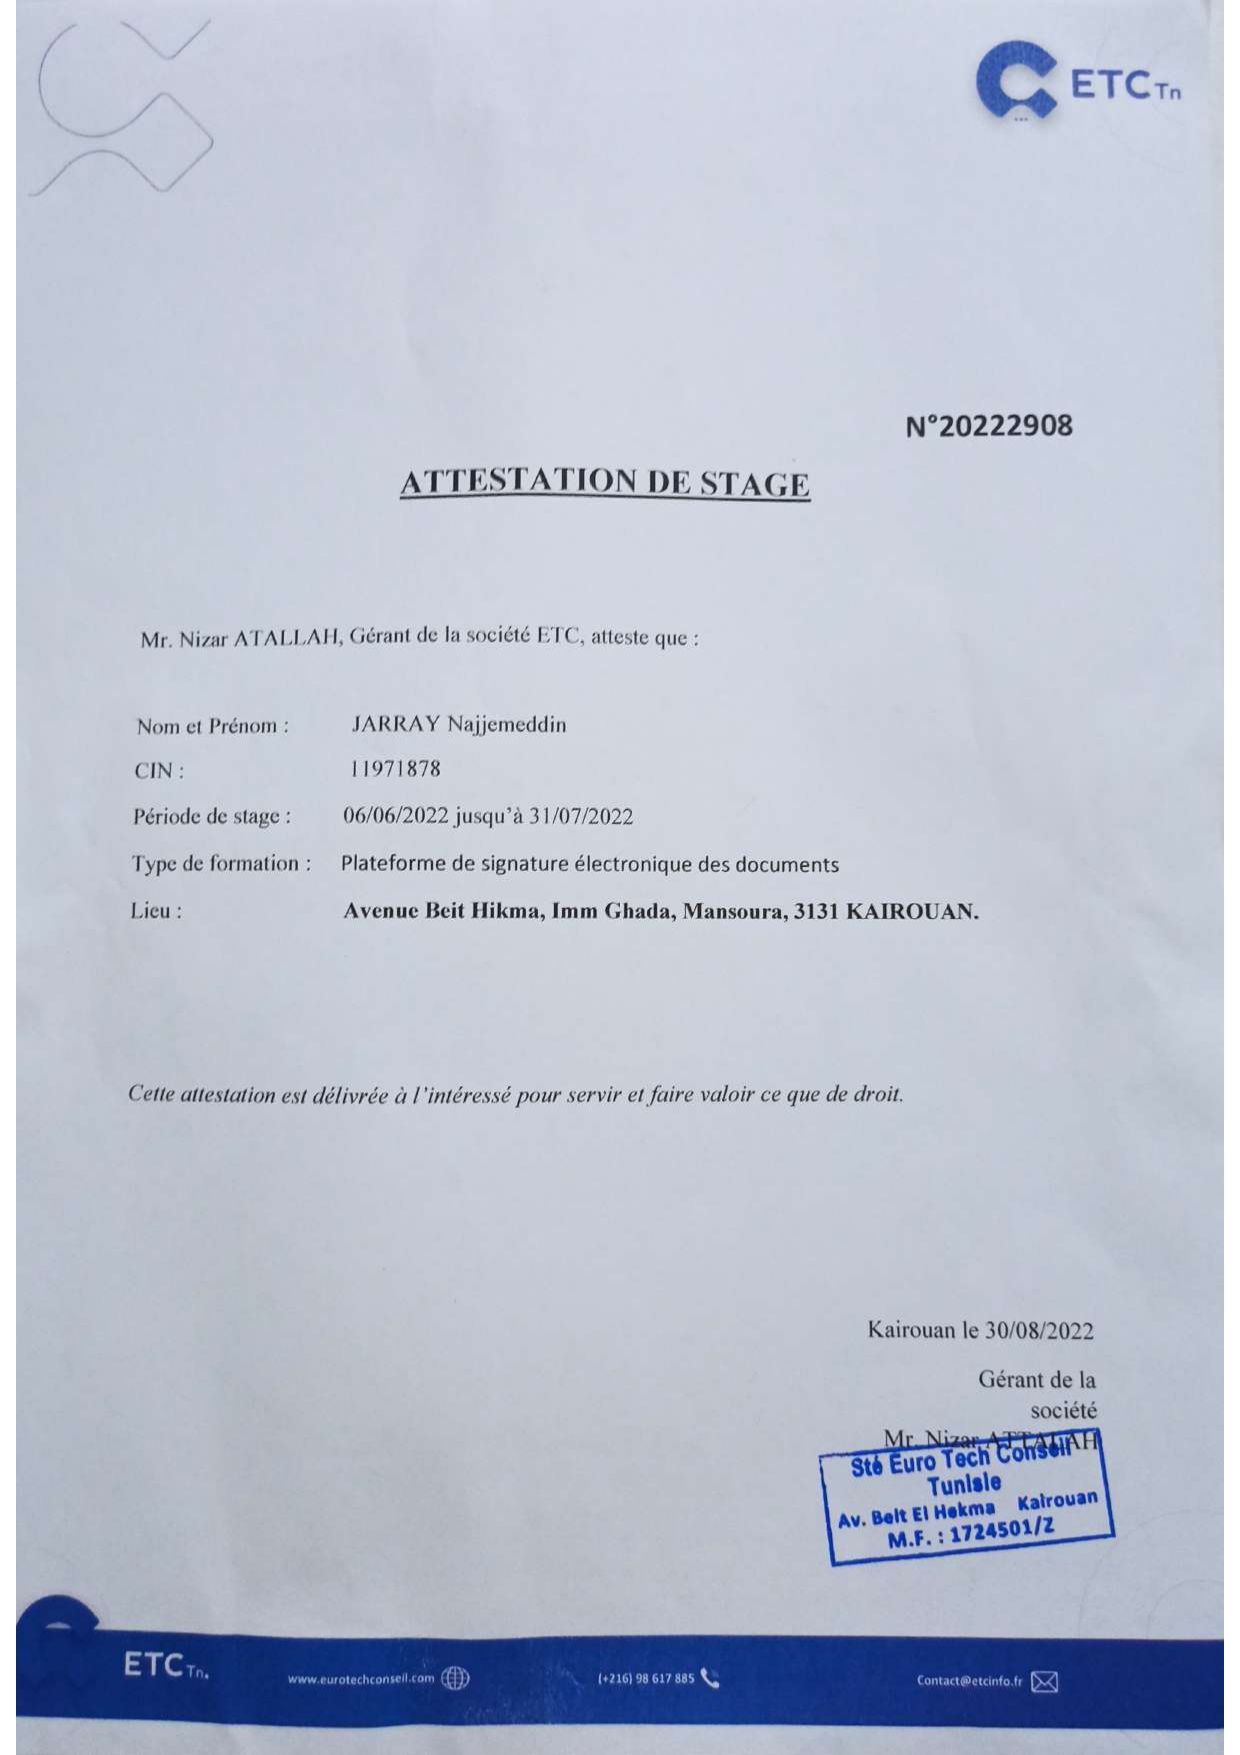 ETC Tn
N°20222908
ATTESTATION DE STAGE
Mr. Nizar ATALLAH, Gérant de la société ETC, atteste que :
Nom et Prénom : JARRAY Najjemeddin
CIN : 11971878
Période de stage : 06/06/2022 jusqu'à 31/07/2022
Type de formation : Plateforme de signature électronique des documents
Lieu : Avenue Beit Hikma, Imm Ghada, Mansoura, 3131 KAIROUAN.
Cette attestation est délivrée à l'intéressé pour servir et faire valoir ce que de droit.
Kairouan le 30/08/2022
Gérant de la
société
Mr. Nizar ATTALIAH
Sté Euro Tech Conseil
Tunisie
Av. Beit El Hekma Kairouan
M.F. : 1724501/Z
ETC Tn.
www.eurotechconseil.com
(+216) 98 617 885
Contact@etcinfo.fr